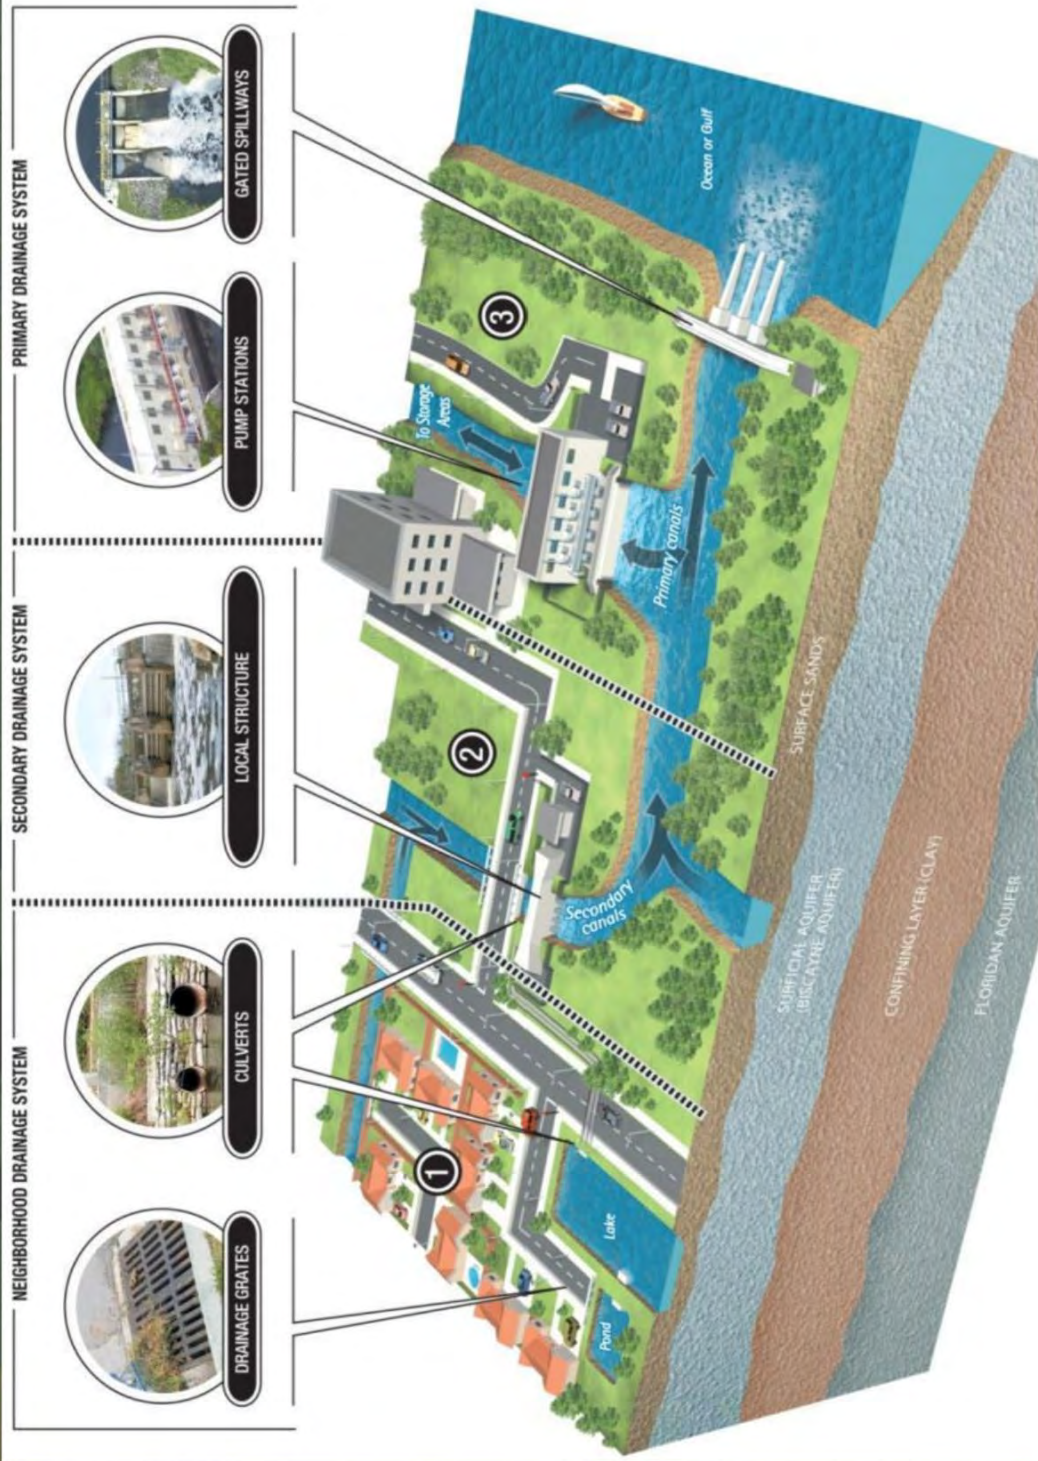 NEIGHBORHOOD DRAINAGE SYSTEM
SECONDARY DRAINAGE SYSTEM
PRIMARY DRAINAGE SYSTEM
DRAINAGE GRATES
CULVERTS
LOCAL STRUCTURE
PUMP STATIONS
GATED SPILLWAYS
1
2
3
To Storage
Areas
Pond
Lake
Secondary
canals
Primary canals
Ocean or Gulf
SURFACE SANDS
SURFICIAL AQUIFER
(BISCAYNE AQUIFER)
CONFINING LAYER (CLAY)
FLORIDAN AQUIFER